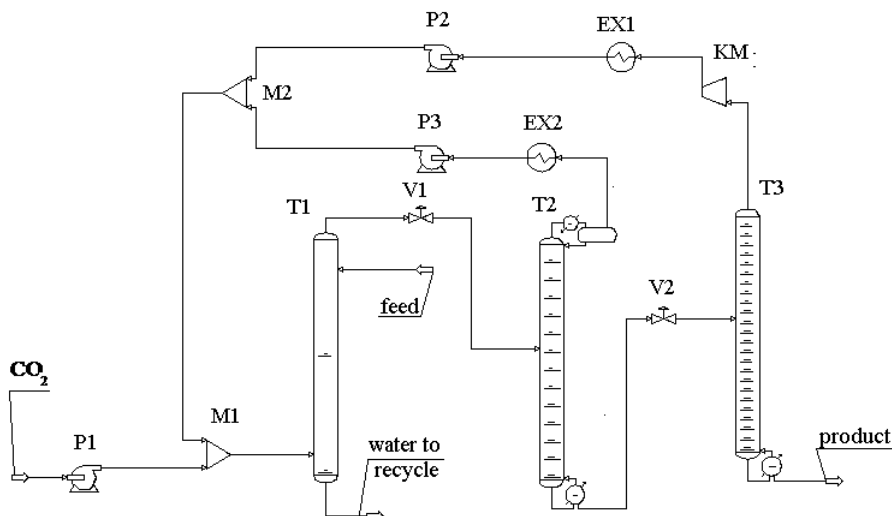 P2
EX1
KM
M2
P3
EX2
V1
T1
T2
T3
feed
V2
CO₂
M1
P1
water to
recycle
product